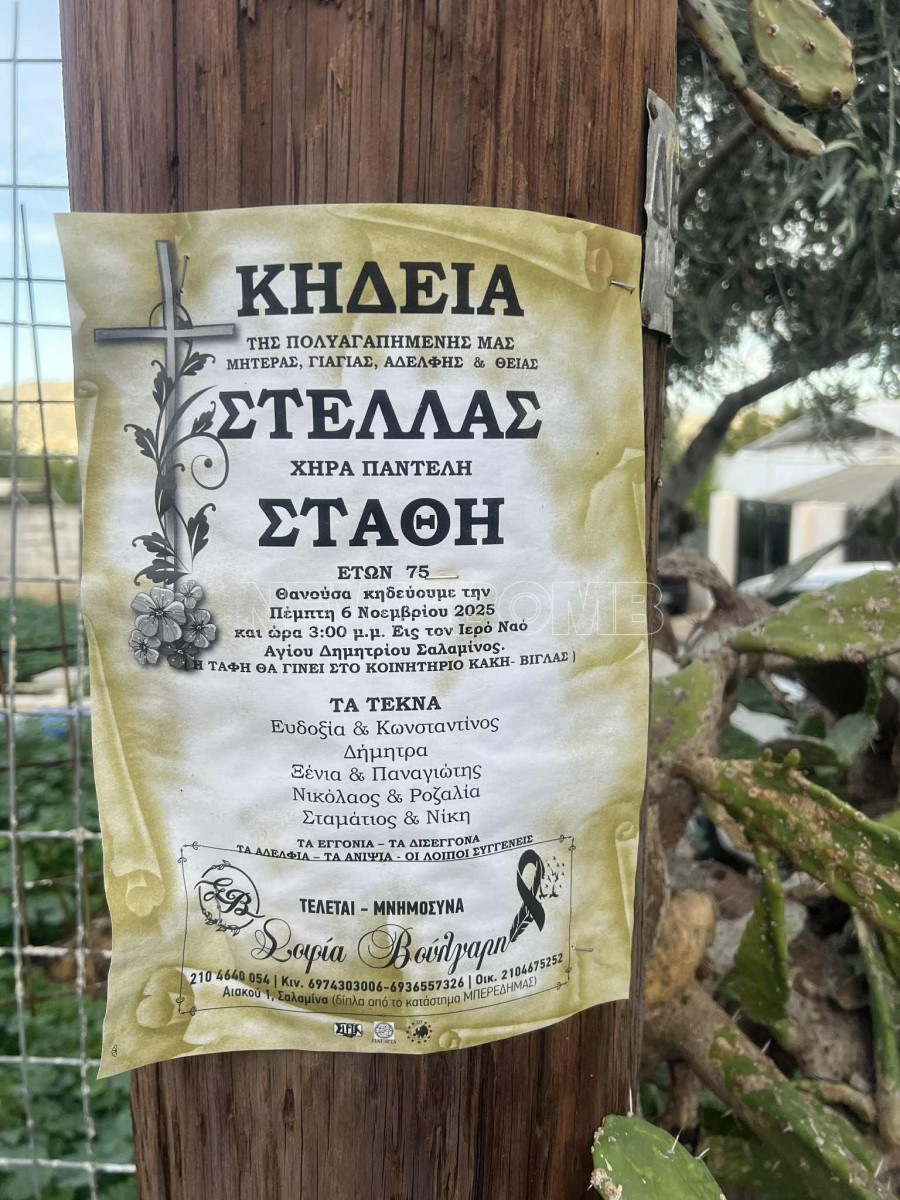 ΚΗΔΕΙΑ
ΤΗΣ ΠΟΛΥΑΓΑΠΗΜΕΝΗΣ ΜΑΣ
ΜΗΤΕΡΑΣ, ΓΙΑΓΙΑΣ, ΑΔΕΛΦΗΣ & ΘΕΙΑΣ
ΣΤΕΛΛΑΣ
ΧΗΡΑ ΠΑΝΤΕΛΗ
ΣΤΑΘΗ
ΕΤΩΝ 75
Θανούσα κηδεύουμε την
Πέμπτη 6 Νοεμβρίου 2025
και ώρα 3:00 μ.μ. Εις τον Ιερό Ναό
Αγίου Δημητρίου Σαλαμίνος.
( Η ΤΑΦΗ ΘΑ ΓΙΝΕΙ ΣΤΟ ΚΟΙΝΗΤΗΡΙΟ ΚΑΚΗ- ΒΙΓΛΑΣ )
ΤΑ ΤΕΚΝΑ
Ευδοξία & Κωνσταντίνος
Δήμητρα
Ξένια & Παναγιώτης
Νικόλαος & Ροζαλία
Σταμάτιος & Νίκη
ΤΑ ΕΓΓΟΝΙΑ – ΤΑ ΔΙΣΕΓΓΟΝΑ
ΤΑ ΑΔΕΛΦΙΑ – ΤΑ ΑΝΙΨΙΑ - ΟΙ ΛΟΙΠΟΙ ΣΥΓΓΕΝΕΙΣ
ΣΒ
ΤΕΛΕΤΑΙ - ΜΝΗΜΟΣΥΝΑ
Σοφία Βούλγαρη
210 4640 054 | Κιν. 6974303006-6936557326 | Οικ. 2104675252
Αιακού 1, Σαλαμίνα (δίπλα από το κατάστημα ΜΠΕΡΕΔΗΜΑΣ)